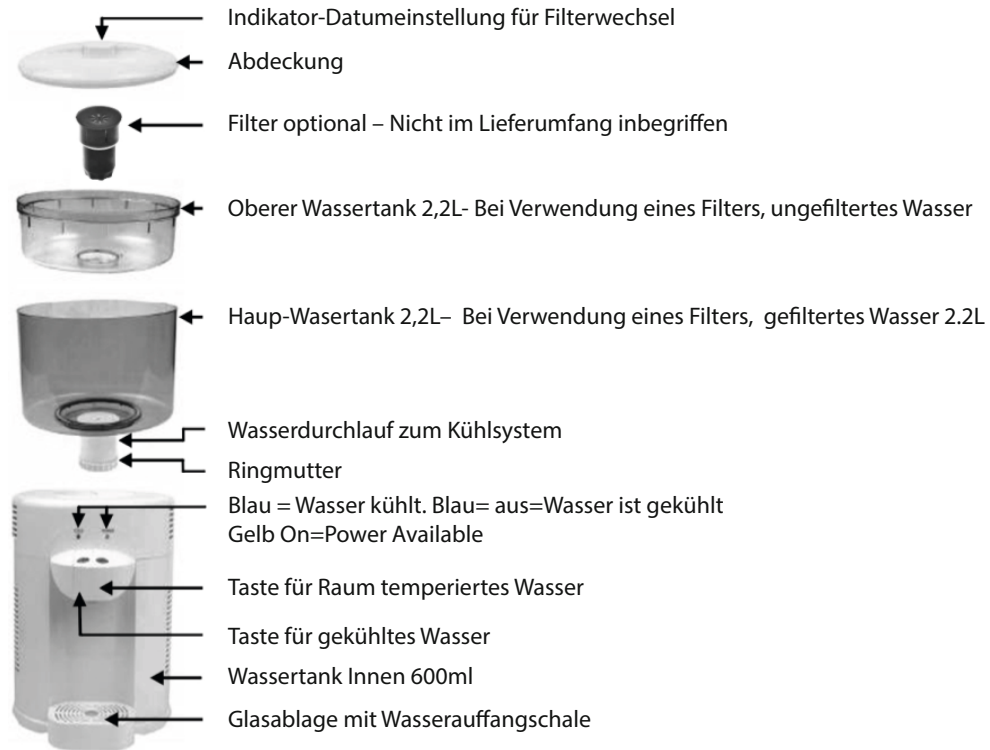 Indikator-Datumeinstellung für Filterwechsel
Abdeckung
Filter optional – Nicht im Lieferumfang inbegriffen
Oberer Wassertank 2,2L- Bei Verwendung eines Filters, ungefiltertes Wasser
Haup-Wasertank 2,2L– Bei Verwendung eines Filters, gefiltertes Wasser 2.2L
Wasserdurchlauf zum Kühlsystem
Ringmutter
Blau = Wasser kühlt. Blau= aus=Wasser ist gekühlt
Gelb On=Power Available
Taste für Raum temperiertes Wasser
Taste für gekühltes Wasser
Wassertank Innen 600ml
Glasablage mit Wasserauffangschale